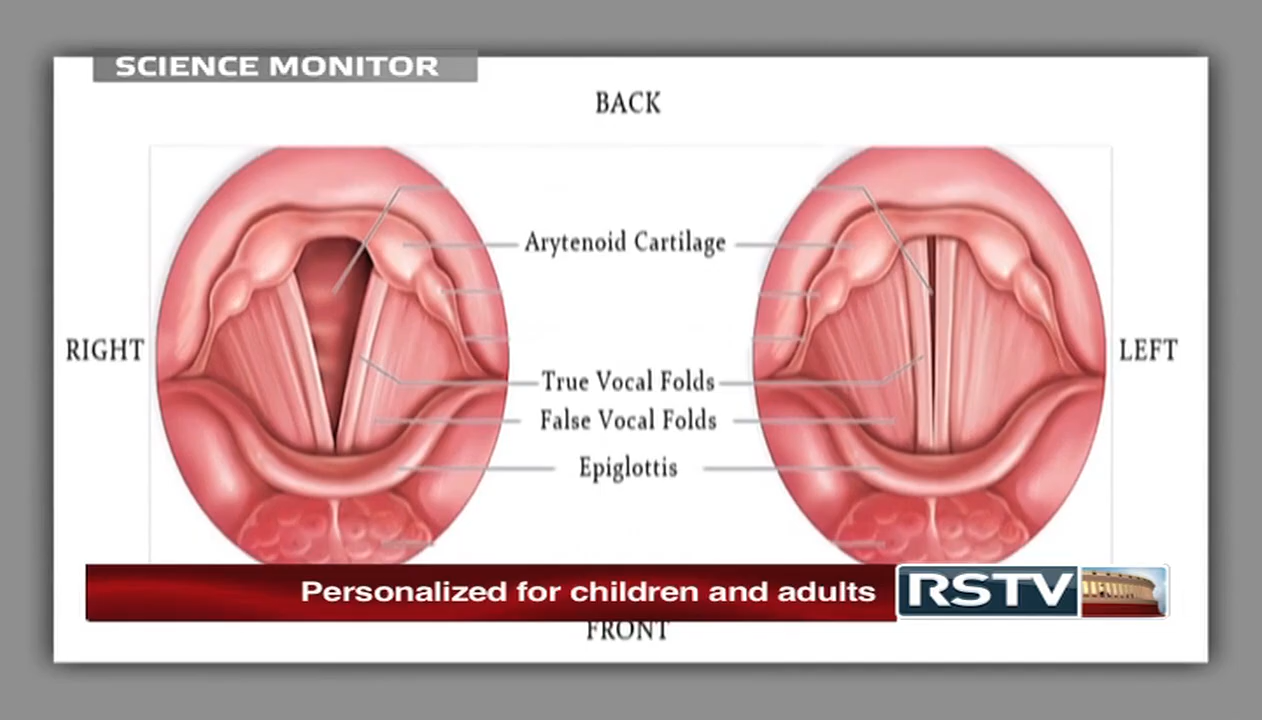 SCIENCE MONITOR
BACK
Arytenoid Cartilage
RIGHT
LEFT
True Vocal Folds
False Vocal Folds
Epiglottis
Personalized for children and adults
RSTV
FRONT